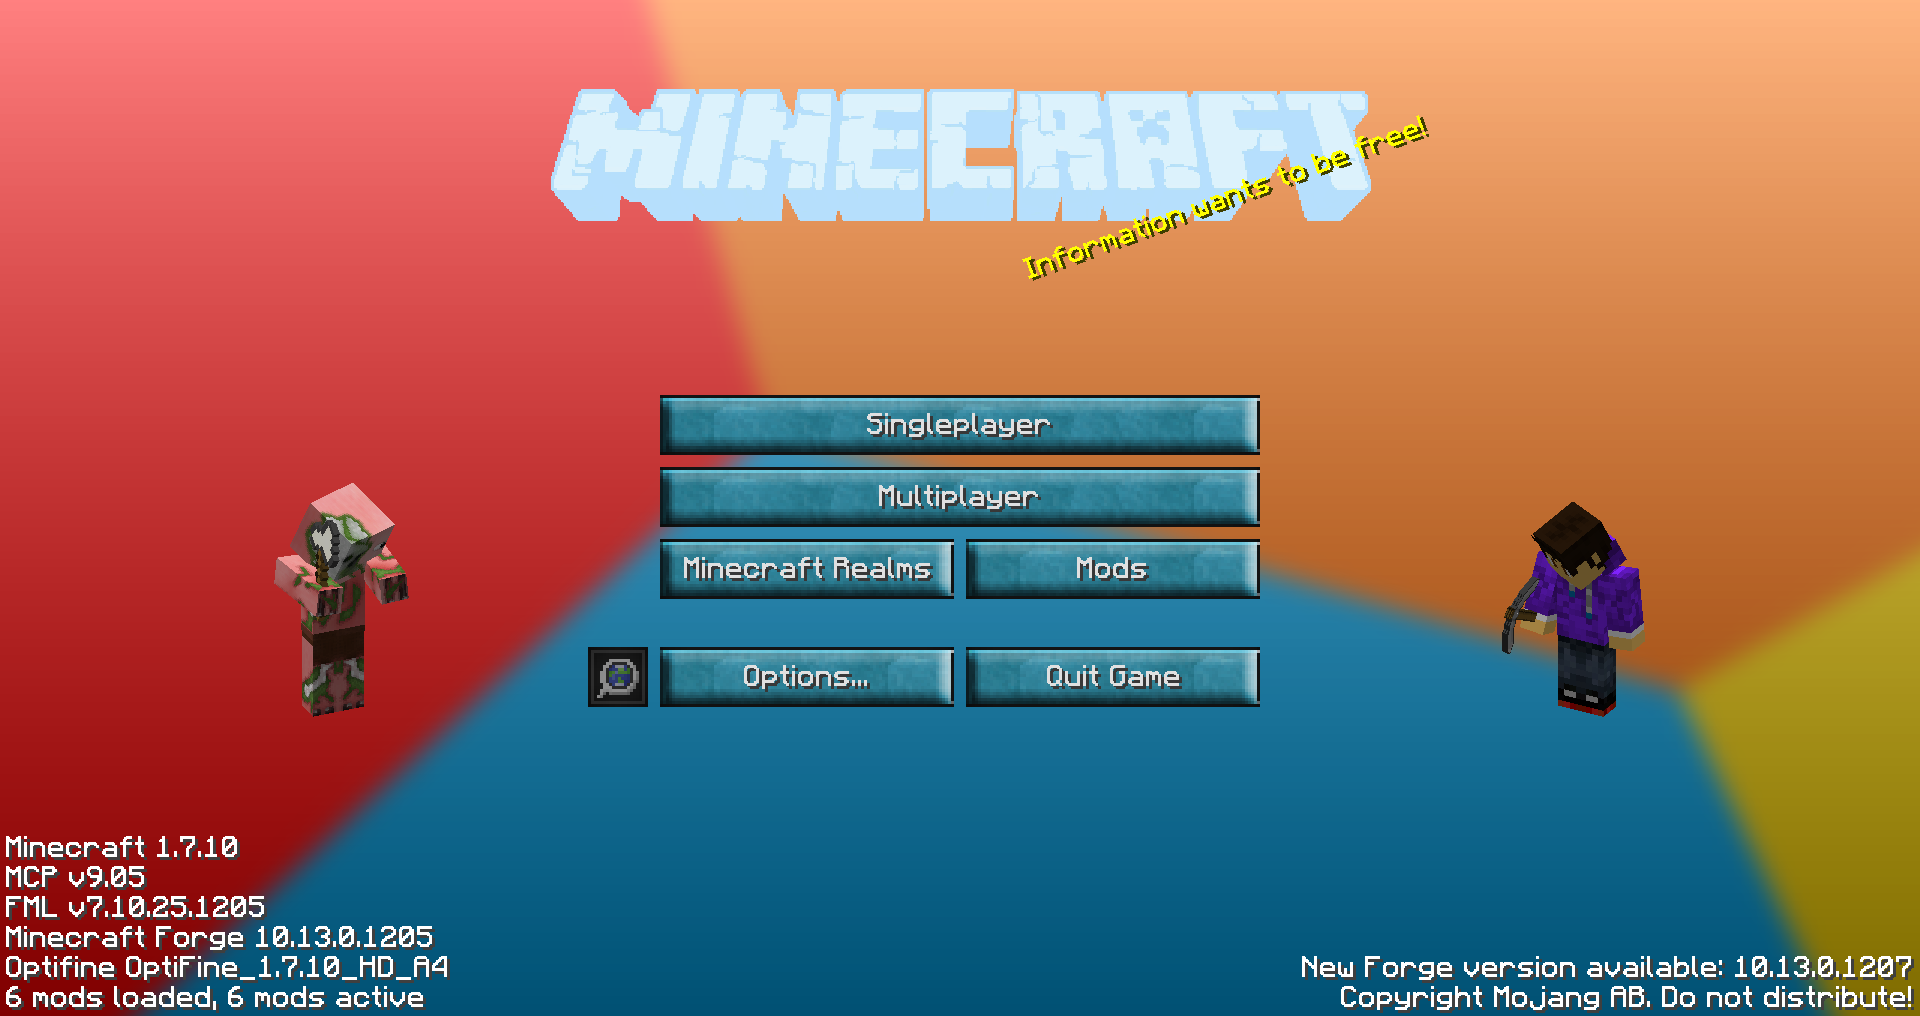 MINECRAFT
Information wants to be free!
Singleplayer
Multiplayer
Minecraft Realms
Mods
Options...
Quit Game
Minecraft 1.7.10
MCP v9.05
FML v7.10.25.1205
Minecraft Forge 10.13.0.1205
Optifine OptiFine_1.7.10_HD_A4
6 mods loaded, 6 mods active
New Forge version available: 10.13.0.1207
Copyright Mojang AB. Do not distribute!